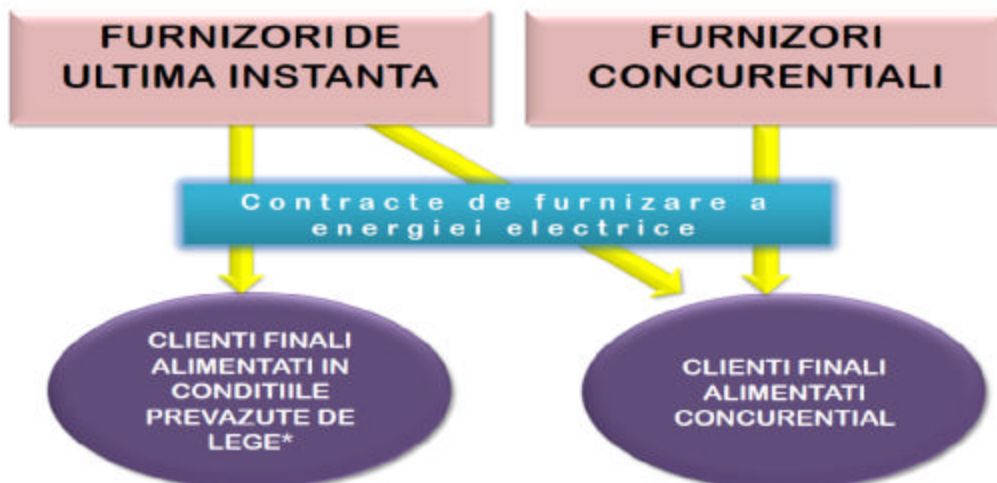 FURNIZORI DE
ULTIMA INSTANTA
FURNIZORI
CONCURENTIALI
Contracte de furnizare a
energiei electrice
CLIENTI FINALI
ALIMENTATI IN
CONDITIILE
PREVAZUTE DE
LEGE*
CLIENTI FINALI
ALIMENTATI
CONCURENTIAL